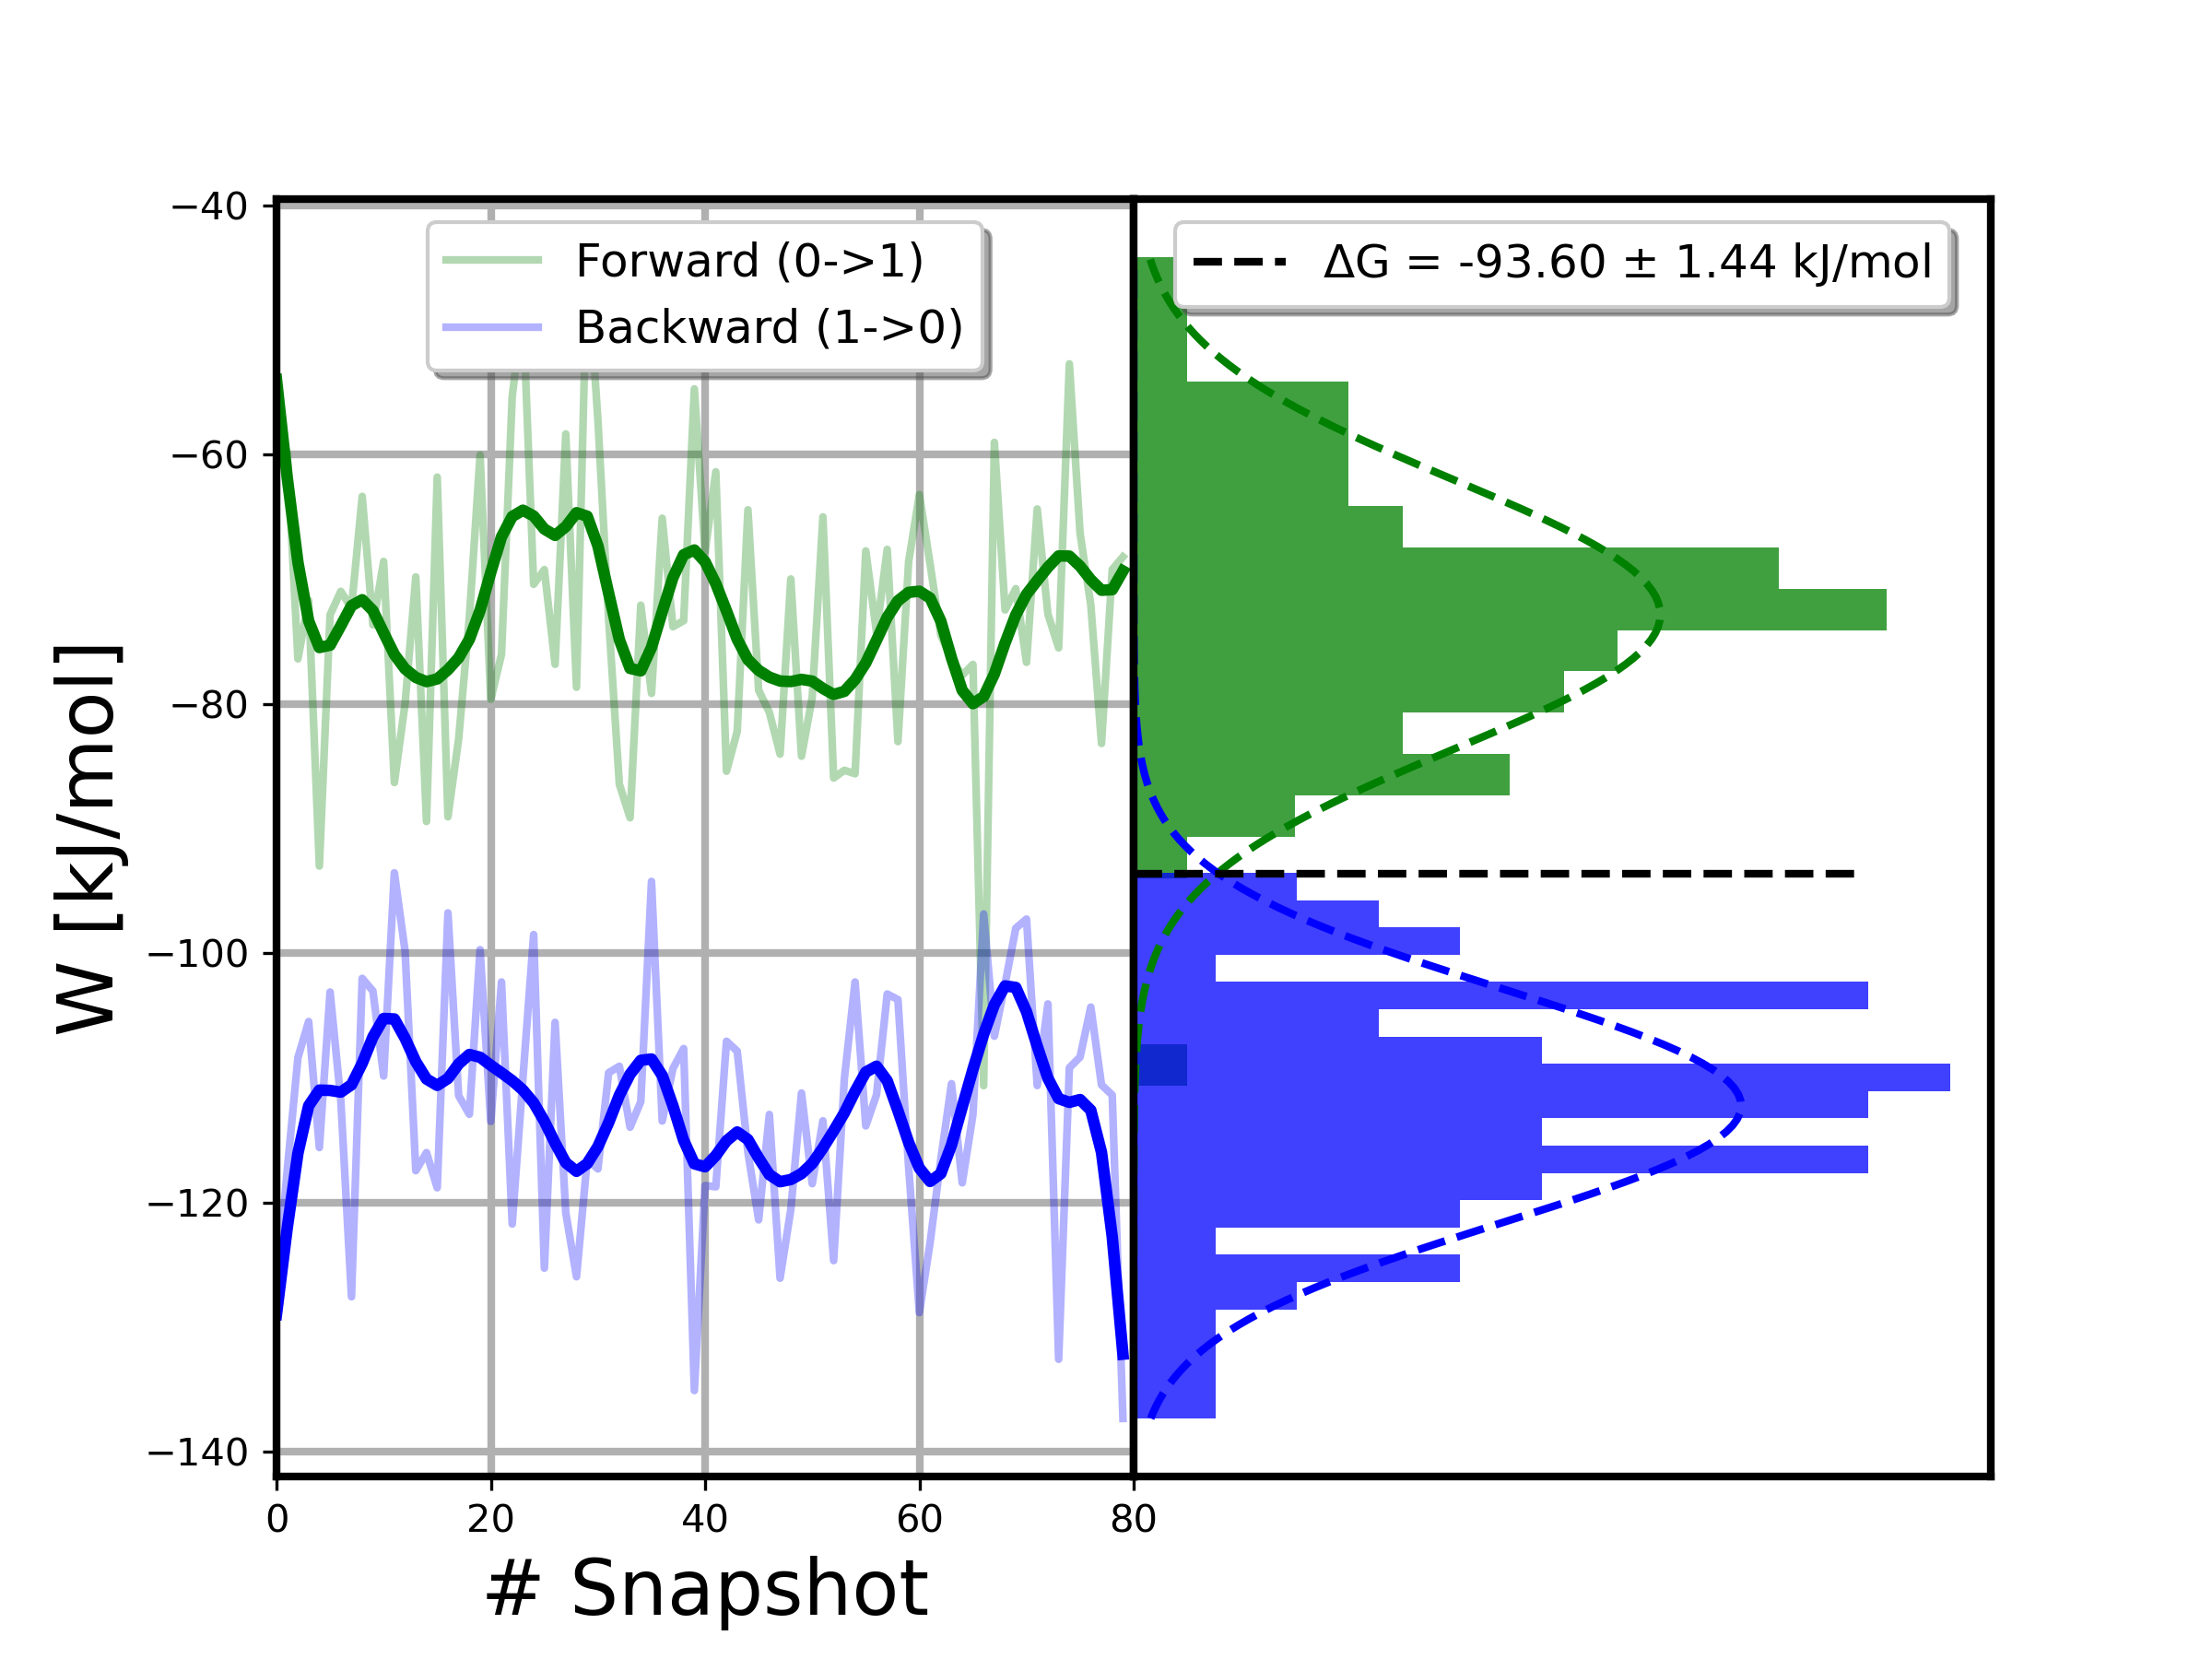 Forward (0->1)
Backward (1->0)
ΔG = -93.60 ± 1.44 kJ/mol
W [kJ/mol]
−40
−60
−80
−100
−120
−140
0
20
40
60
80
# Snapshot